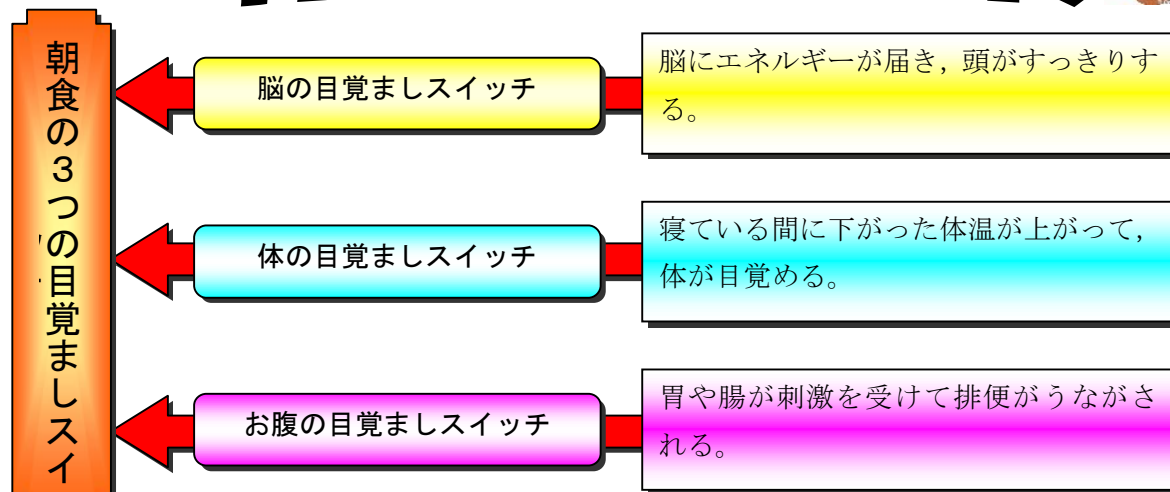 朝食の３つの目覚ましスイ
脳の目覚ましスイッチ
脳にエネルギーが届き，頭がすっきりす
る。
体の目覚ましスイッチ
寝ている間に下がった体温が上がって，
体が目覚める。
お腹の目覚ましスイッチ
胃や腸が刺激を受けて排便がうながさ
れる。